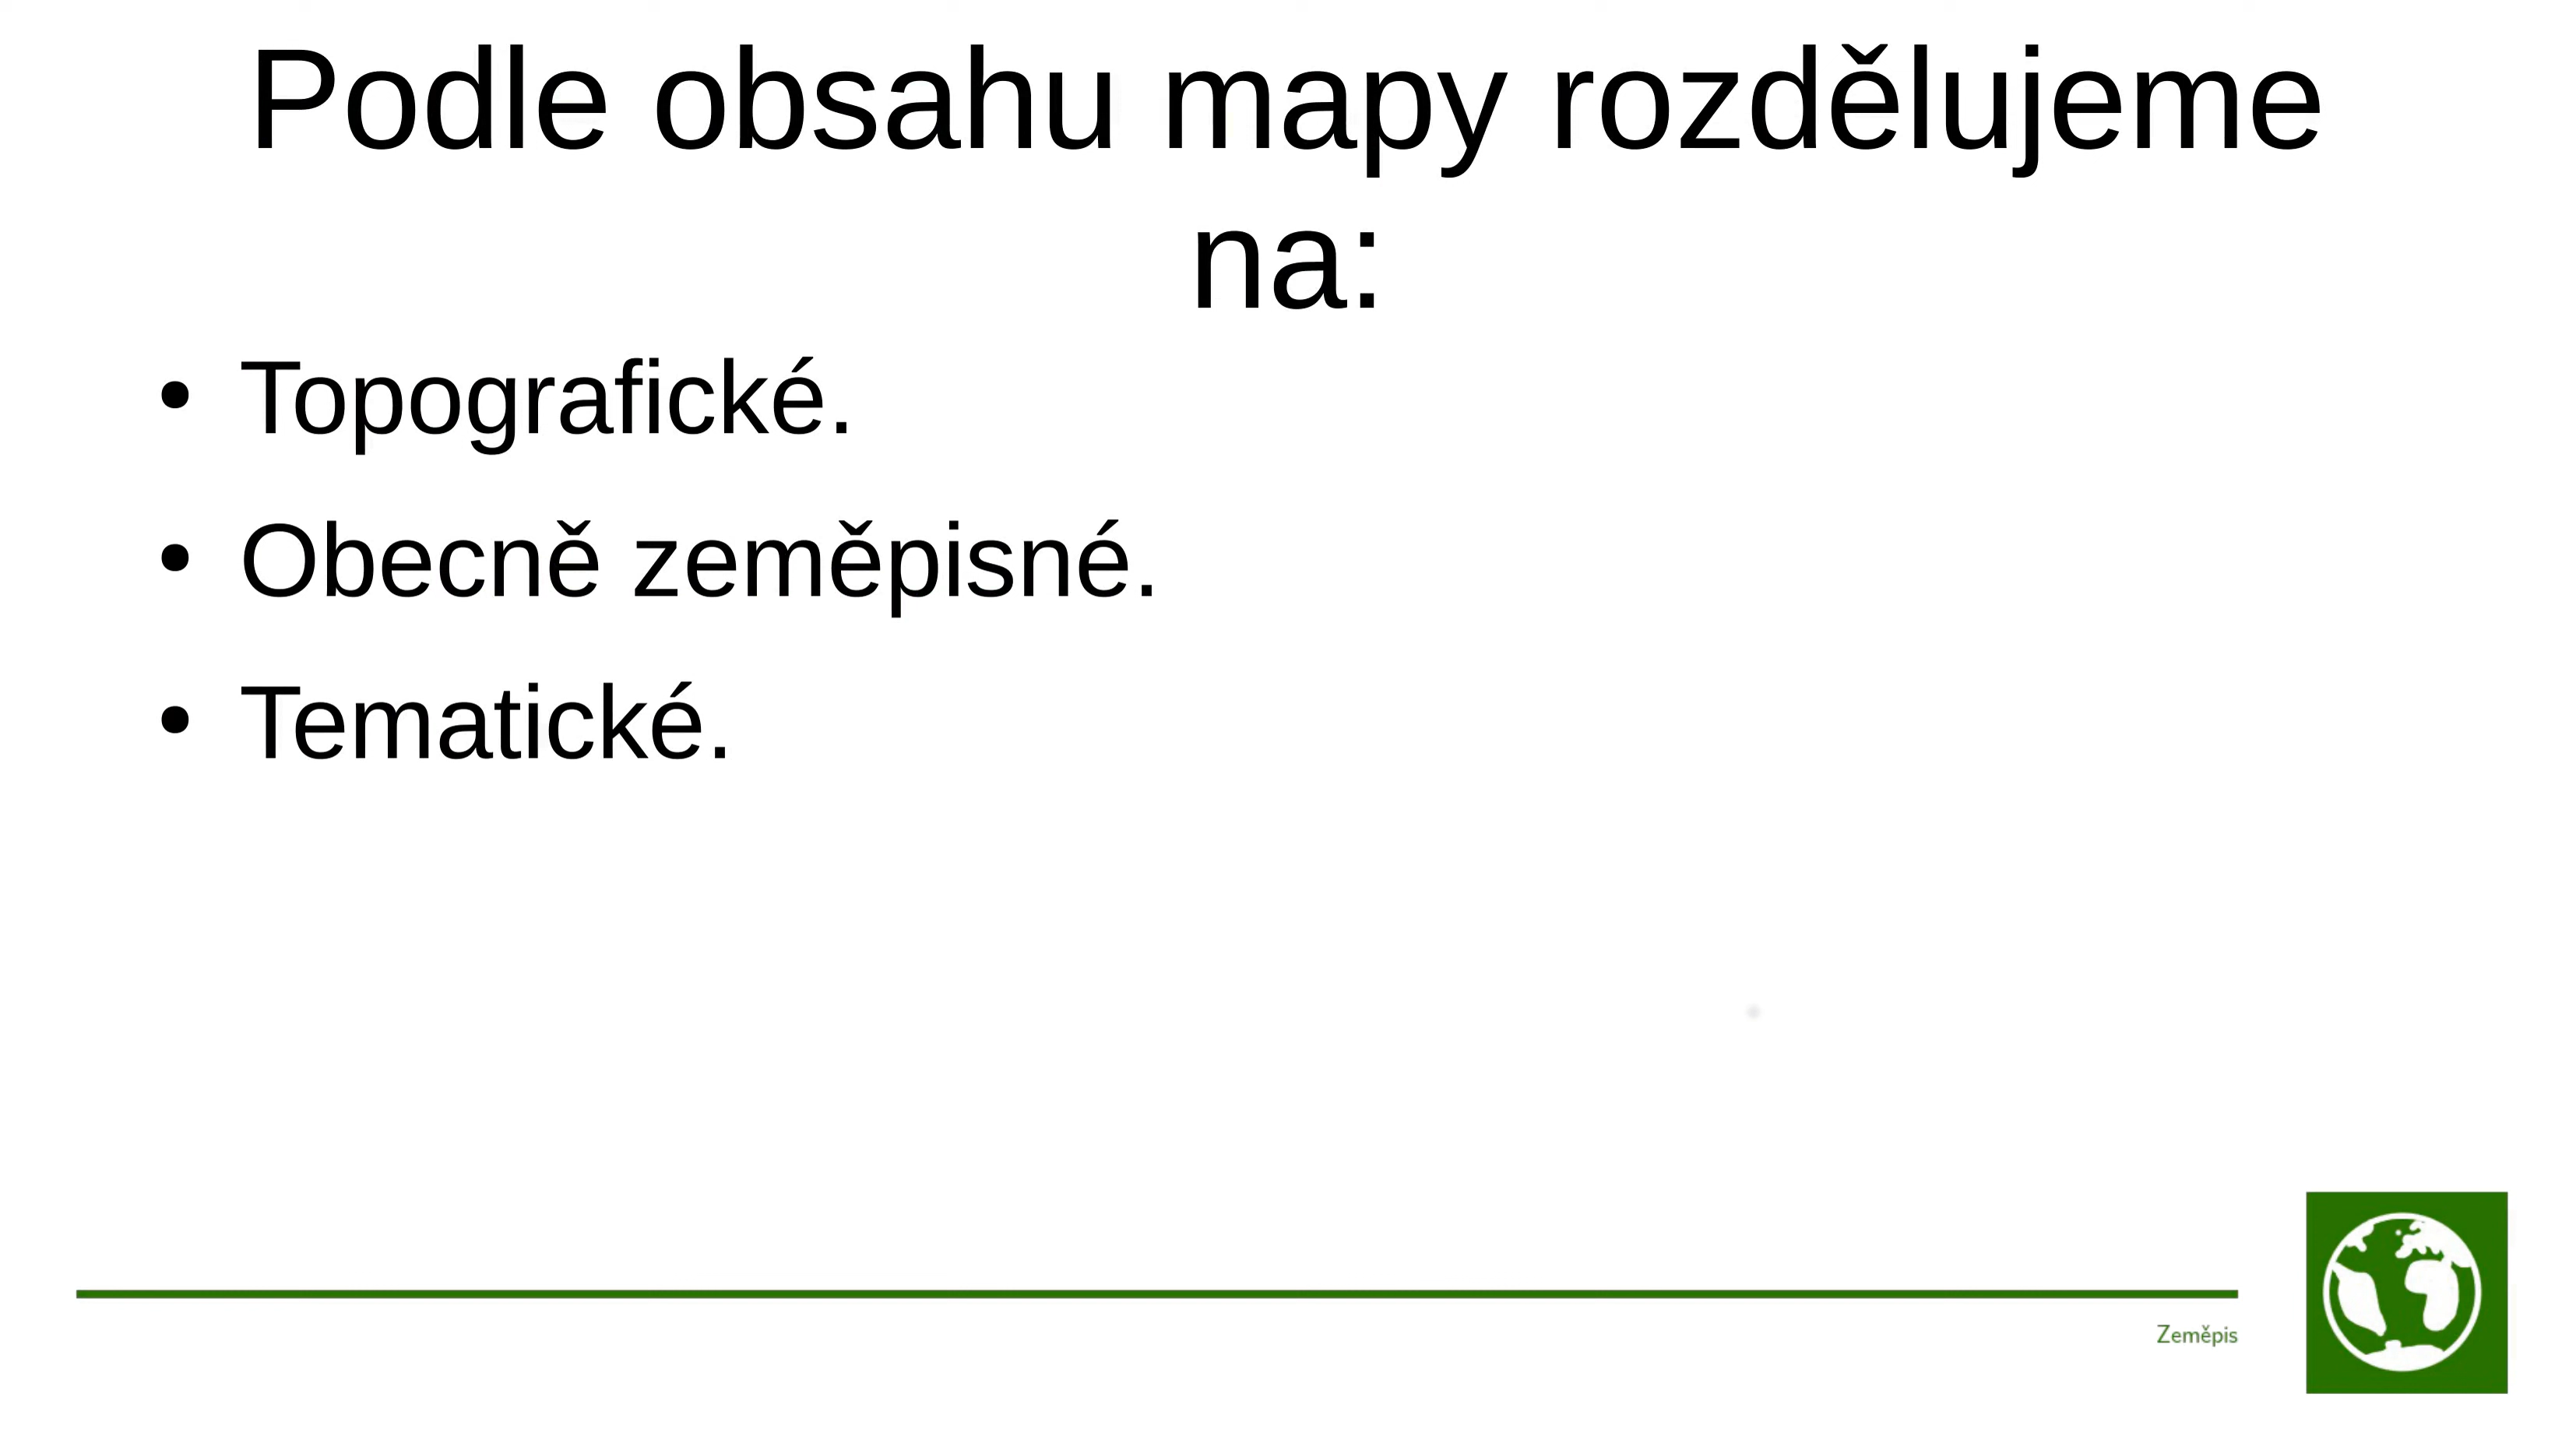 Podle obsahu mapy rozdělujeme
na:
• Topografické.
• Obecně zeměpisné.
• Tematické.
Zeměpis